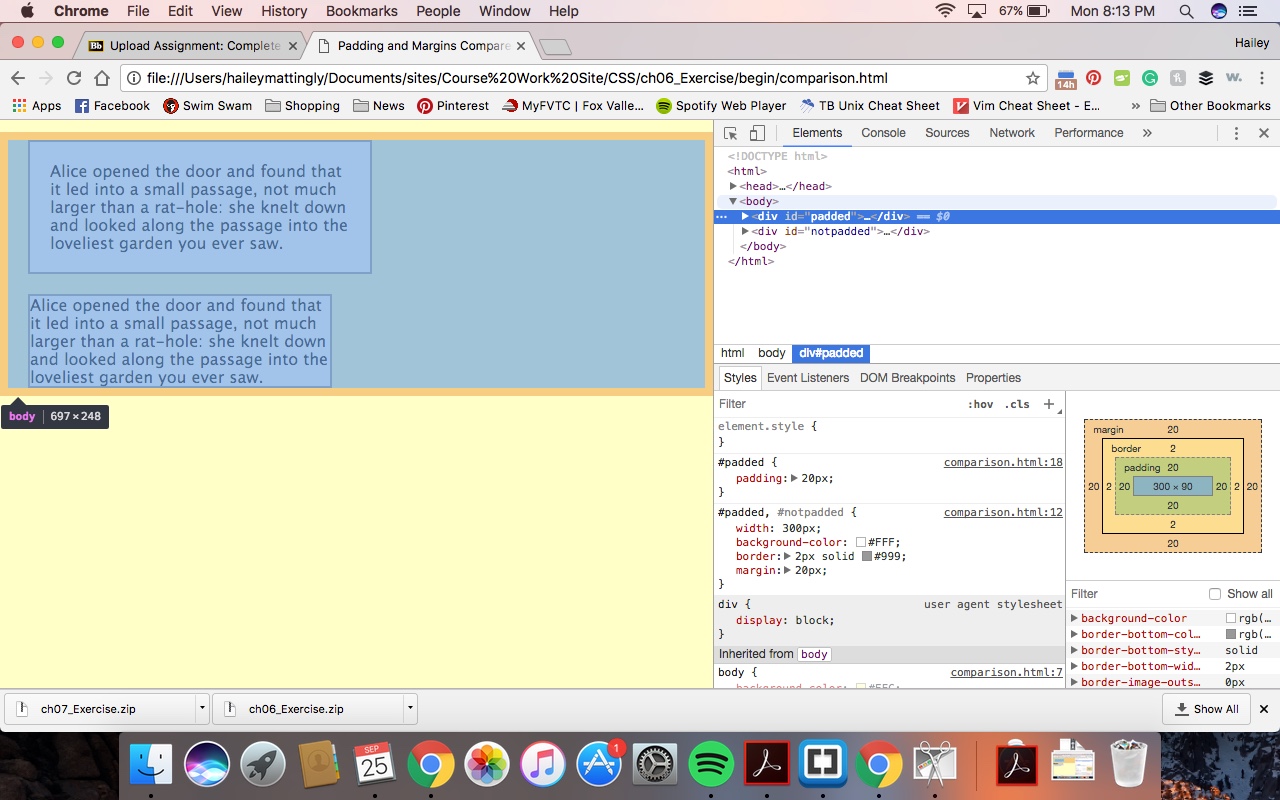 Chrome File Edit View History Bookmarks People Window Help 67% Mon 8:13 PM
Bb Upload Assignment: Complete × Padding and Margins Compare × Hailey
file:///Users/haileymattingly/Documents/sites/Course%20Work%20Site/CSS/ch06_Exercise/begin/comparison.html 14h W.
Apps Facebook Swim Swam Shopping News Pinterest MyFVTC | Fox Valle... Spotify Web Player TB Unix Cheat Sheet Vim Cheat Sheet - E... » Other Bookmarks
Alice opened the door and found that
it led into a small passage, not much
larger than a rat-hole: she knelt down
and looked along the passage into the
loveliest garden you ever saw.
Alice opened the door and found that
it led into a small passage, not much
larger than a rat-hole: she knelt down
and looked along the passage into the
loveliest garden you ever saw.
body 697 × 248
Elements Console Sources Network Performance »
<!DOCTYPE html>
<html>
▶<head>…</head>
▼<body>
… ▶<div id="padded">…</div> == $0
▶<div id="notpadded">…</div>
</body>
</html>
html body div#padded
Styles Event Listeners DOM Breakpoints Properties
Filter :hov .cls +
element.style {
}
#padded { comparison.html:18
padding:▶ 20px;
}
#padded, #notpadded { comparison.html:12
width: 300px;
background-color: #FFF;
border:▶ 2px solid #999;
margin:▶ 20px;
}
div { user agent stylesheet
display: block;
}
Inherited from body
body { comparison.html:7
background-color: #FFC;
margin 20
border 2
padding 20
20 2 20 300 × 90 20 2 20
20
2
20
Filter Show all
▶ background-color rgb(…
▶ border-bottom-col… rgb(…
▶ border-bottom-sty… solid
▶ border-bottom-wid… 2px
▶ border-image-outs… 0px
ch07_Exercise.zip ch06_Exercise.zip Show All ×
SEP
25
1